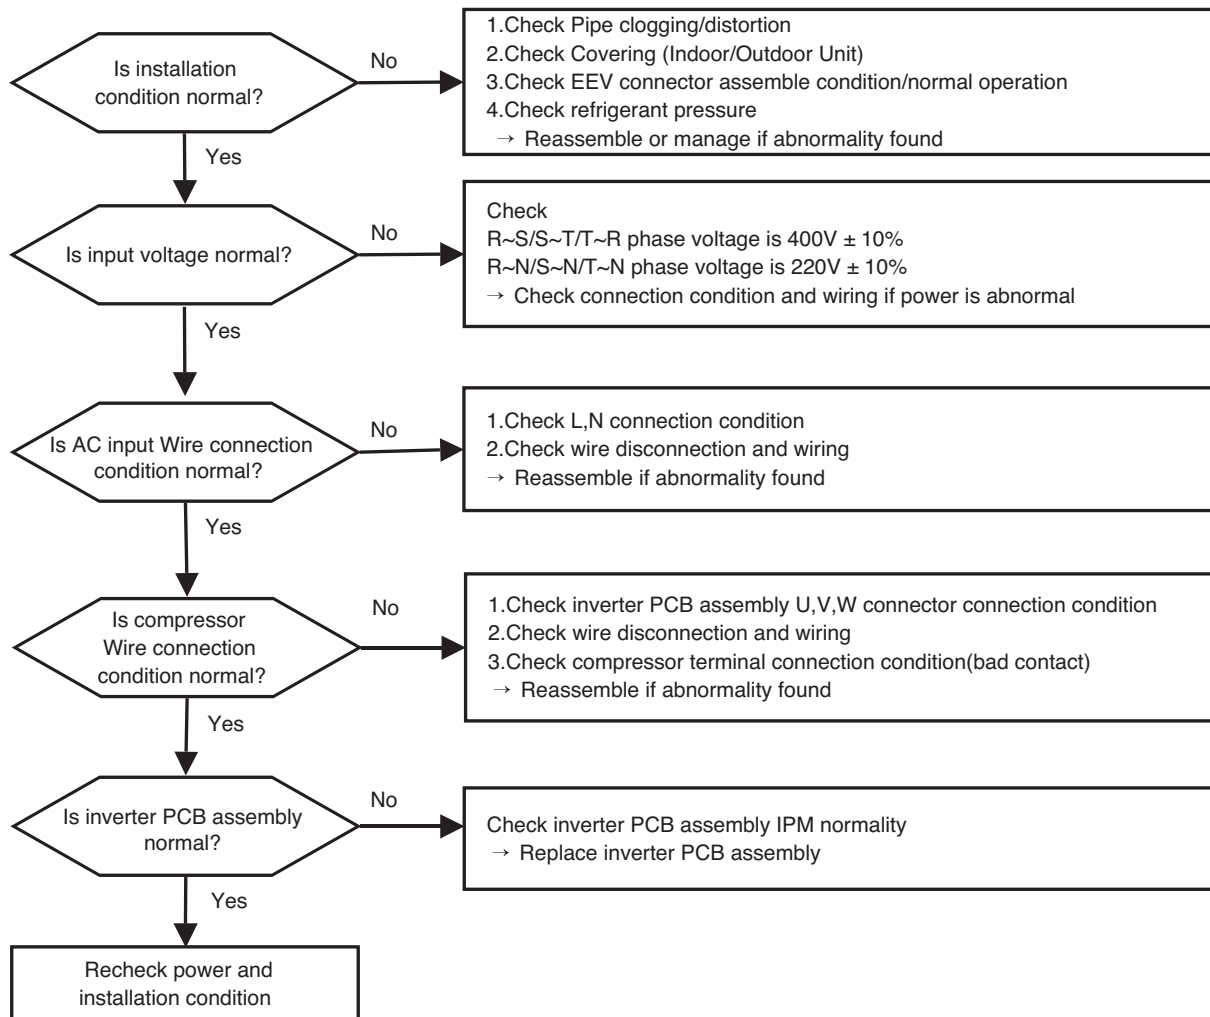 Is installation
condition normal?
No
1.Check Pipe clogging/distortion
2.Check Covering (Indoor/Outdoor Unit)
3.Check EEV connector assemble condition/normal operation
4.Check refrigerant pressure
→ Reassemble or manage if abnormality found
Yes
Is input voltage normal?
No
Check
R~S/S~T/T~R phase voltage is 400V ± 10%
R~N/S~N/T~N phase voltage is 220V ± 10%
→ Check connection condition and wiring if power is abnormal
Yes
Is AC input Wire connection
condition normal?
No
1.Check L,N connection condition
2.Check wire disconnection and wiring
→ Reassemble if abnormality found
Yes
Is compressor
Wire connection
condition normal?
No
1.Check inverter PCB assembly U,V,W connector connection condition
2.Check wire disconnection and wiring
3.Check compressor terminal connection condition(bad contact)
→ Reassemble if abnormality found
Yes
Is inverter PCB assembly
normal?
No
Check inverter PCB assembly IPM normality
→ Replace inverter PCB assembly
Yes
Recheck power and
installation condition